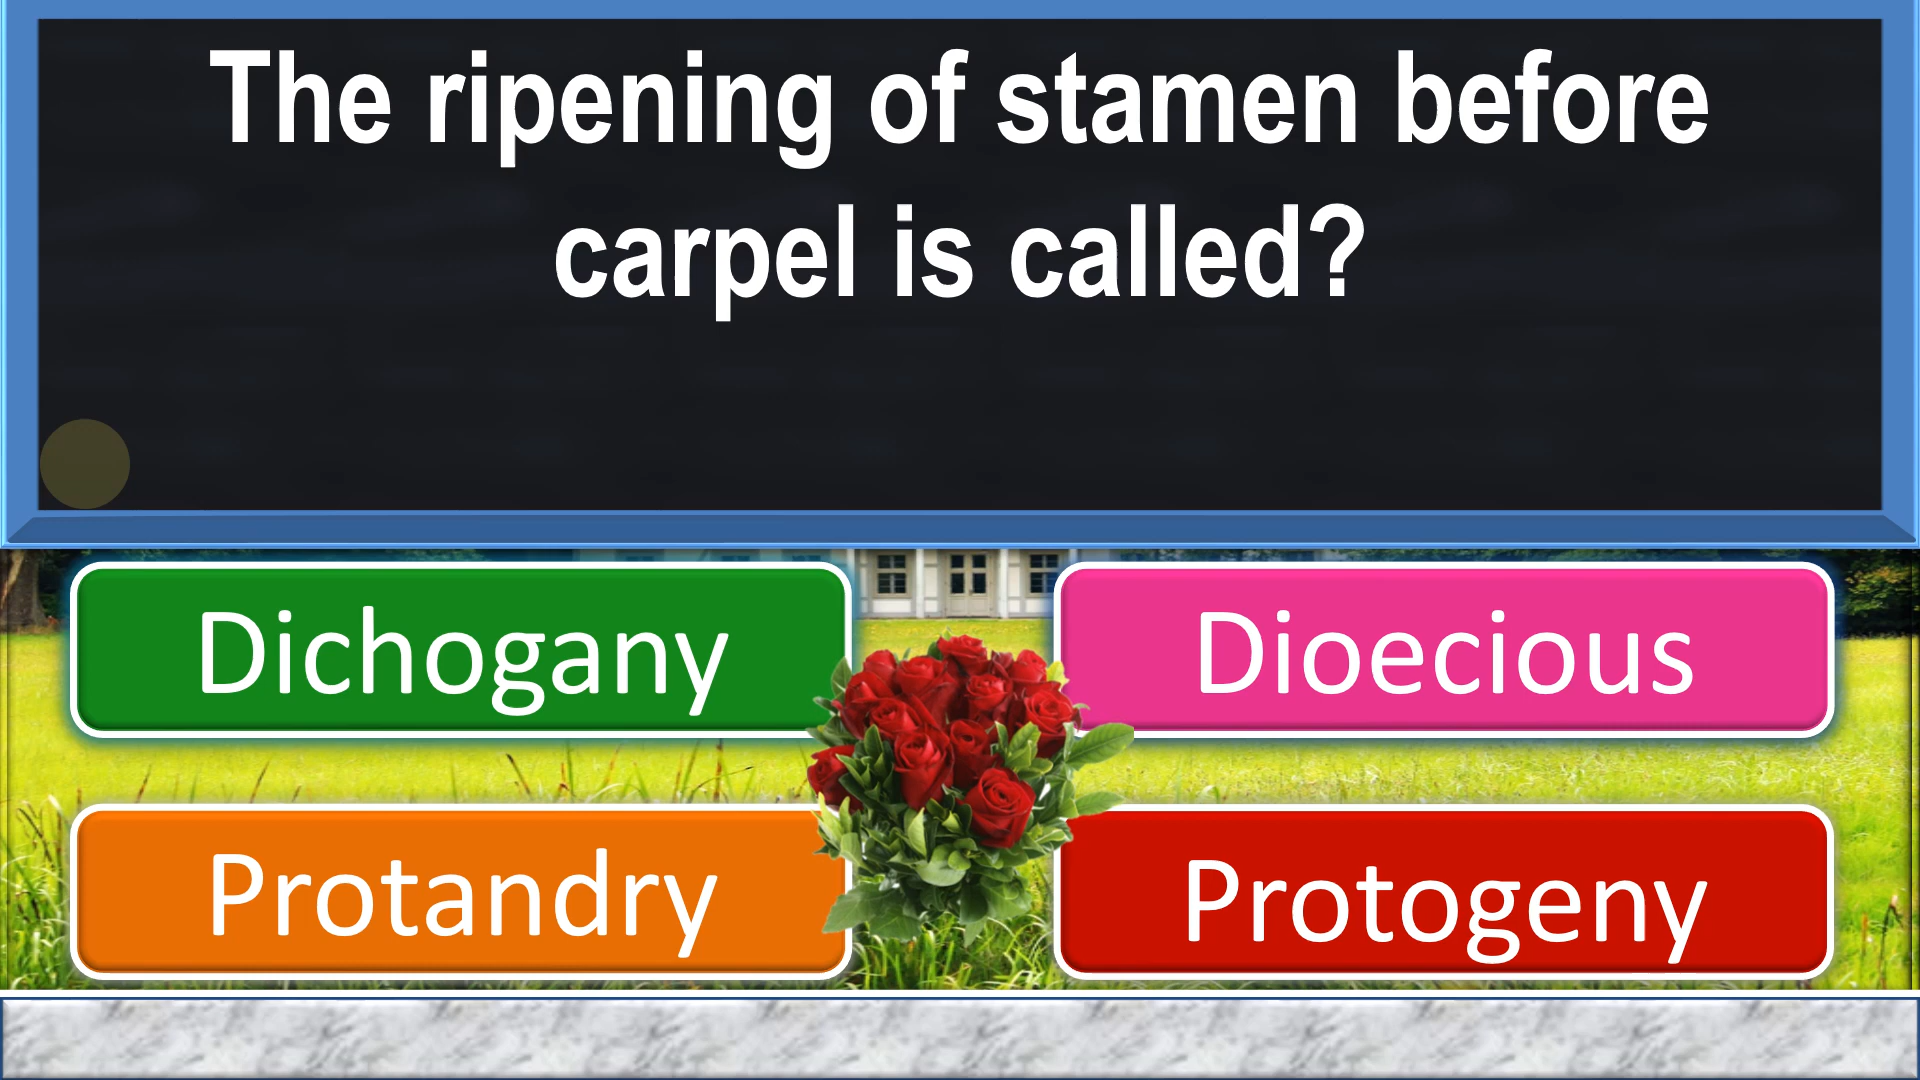 The ripening of stamen before
carpel is called?
Dichogany
Dioecious
Protandry
Protogeny